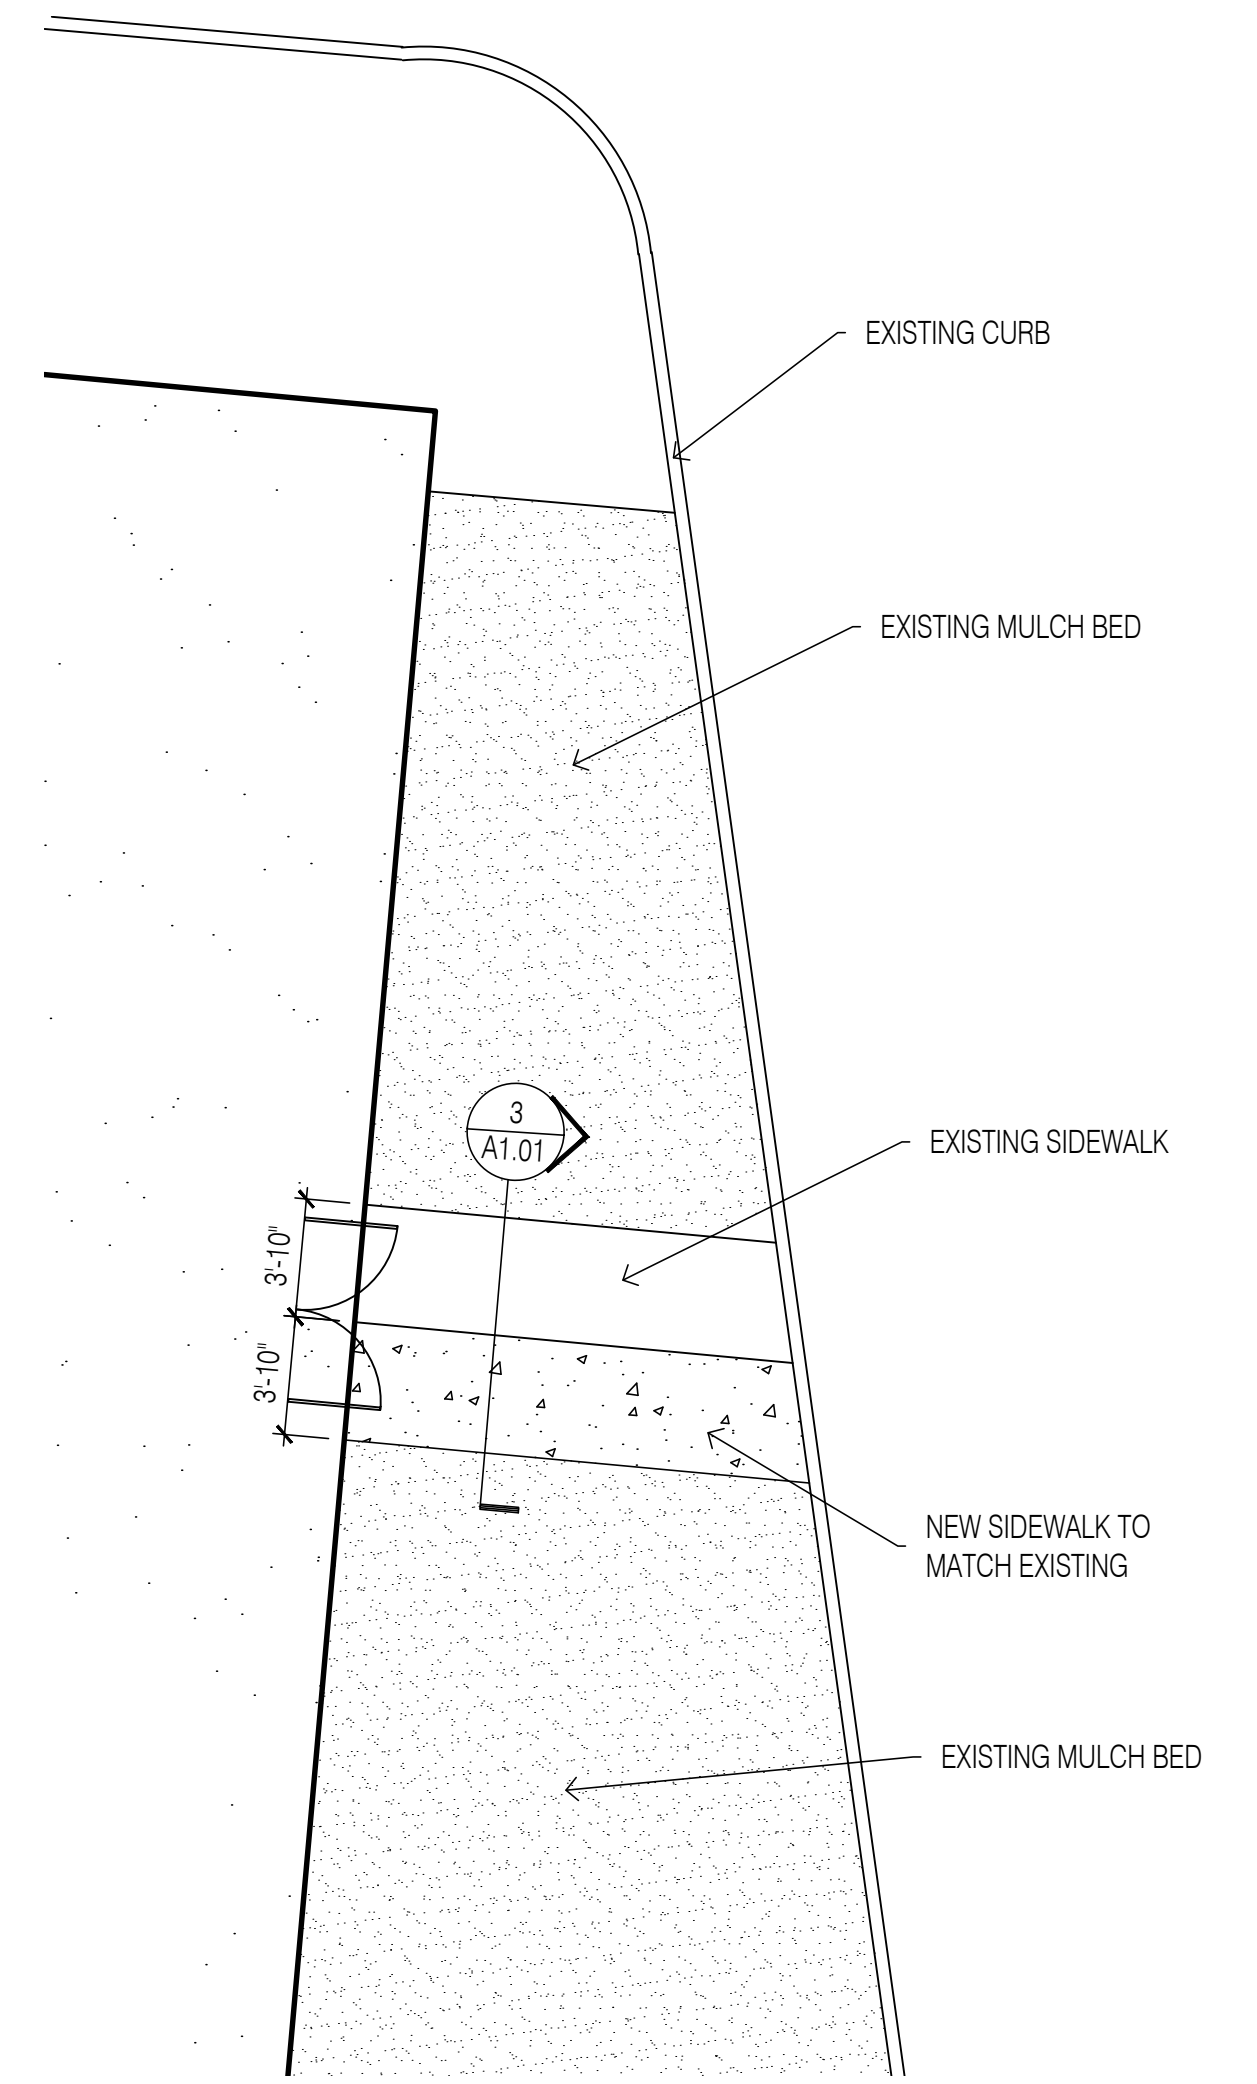 EXISTING CURB
EXISTING MULCH BED
3
A1.01
EXISTING SIDEWALK
3'-10"
3'-10"
NEW SIDEWALK TO
MATCH EXISTING
EXISTING MULCH BED